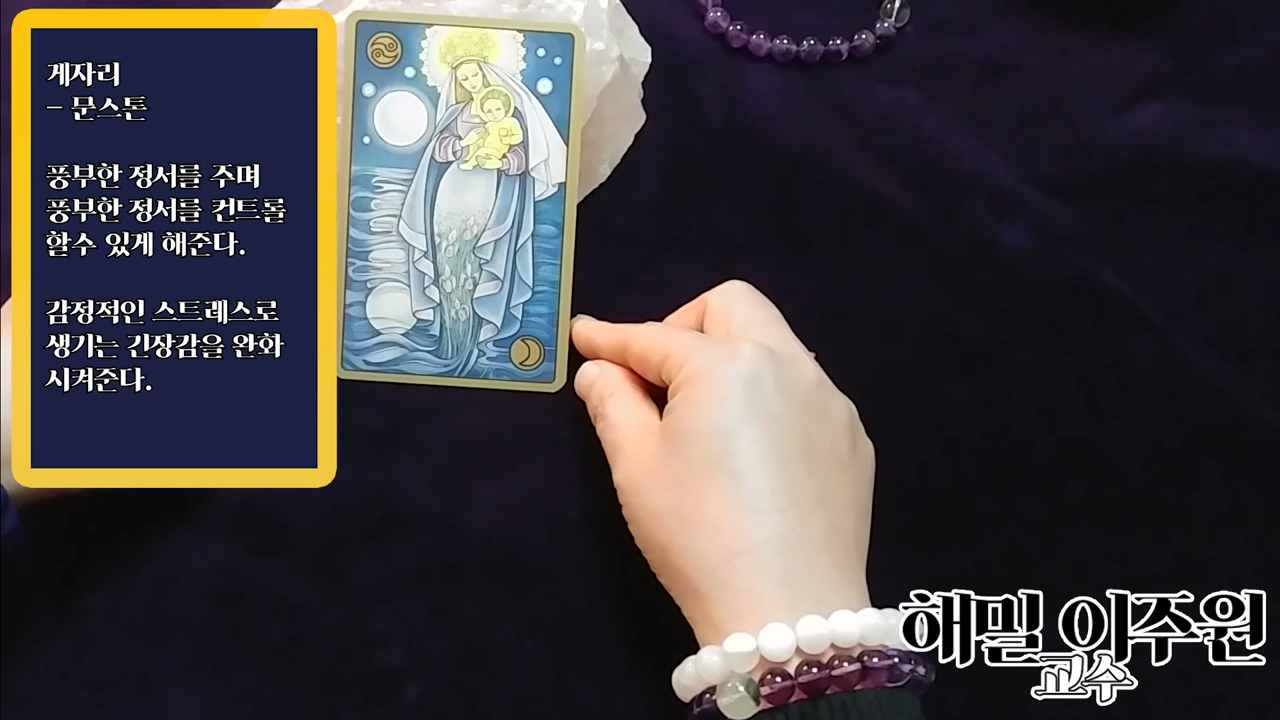 게자리
- 문스톤
풍부한 정서를 주며
풍부한 정서를 컨트롤
할수 있게 해준다.
감정적인 스트레스로
생기는 긴장감을 완화
시켜준다.
해밀 이주원
교수